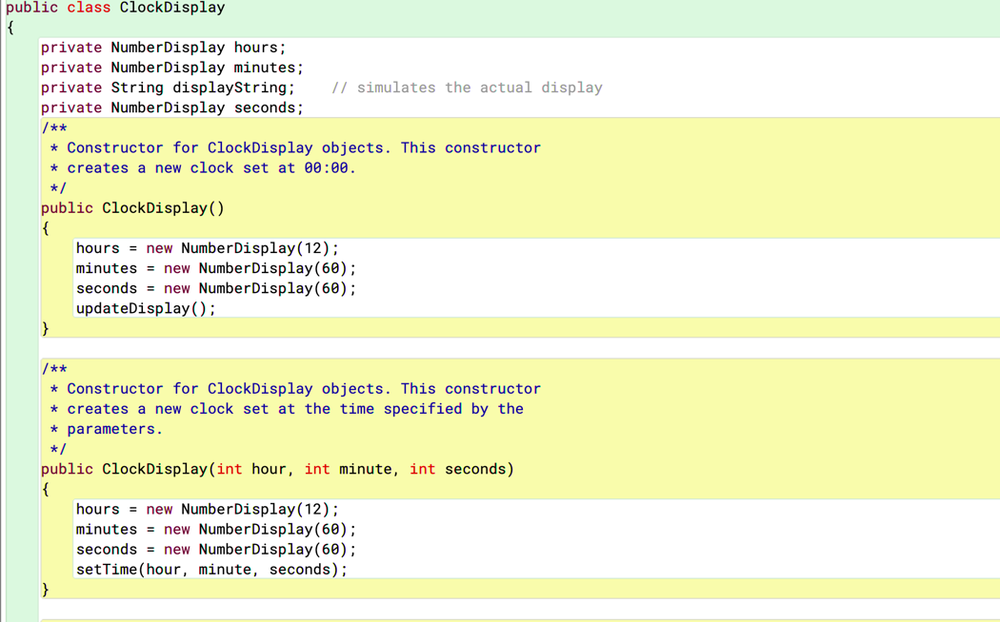 public class ClockDisplay
{
private NumberDisplay hours;
private NumberDisplay minutes;
private String displayString;    // simulates the actual display
private NumberDisplay seconds;
/**
* Constructor for ClockDisplay objects. This constructor
* creates a new clock set at 00:00.
*/
public ClockDisplay()
{
hours = new NumberDisplay(12);
minutes = new NumberDisplay(60);
seconds = new NumberDisplay(60);
updateDisplay();
}
/**
* Constructor for ClockDisplay objects. This constructor
* creates a new clock set at the time specified by the
* parameters.
*/
public ClockDisplay(int hour, int minute, int seconds)
{
hours = new NumberDisplay(12);
minutes = new NumberDisplay(60);
seconds = new NumberDisplay(60);
setTime(hour, minute, seconds);
}